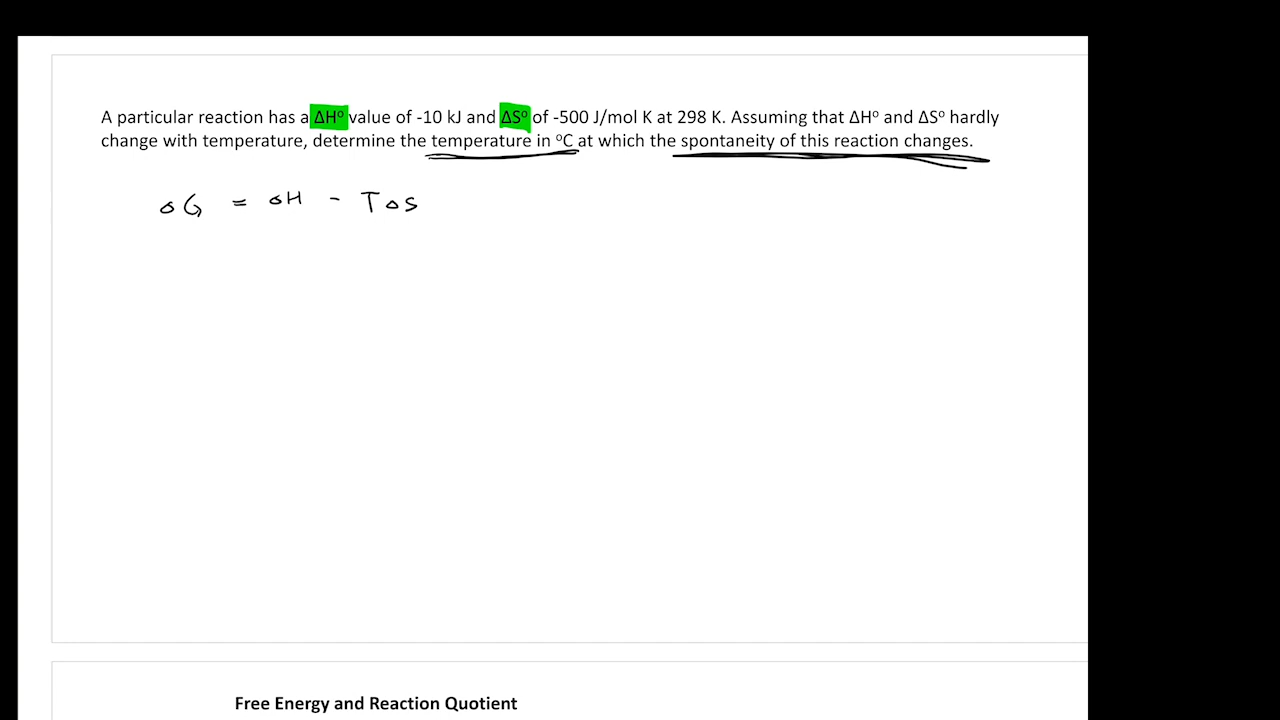 A particular reaction has a ΔHº value of -10 kJ and ΔSº of -500 J/mol K at 298 K. Assuming that ΔHº and ΔSº hardly
change with temperature, determine the temperature in ºC at which the spontaneity of this reaction changes.
ΔG = ΔH - TΔS
Free Energy and Reaction Quotient